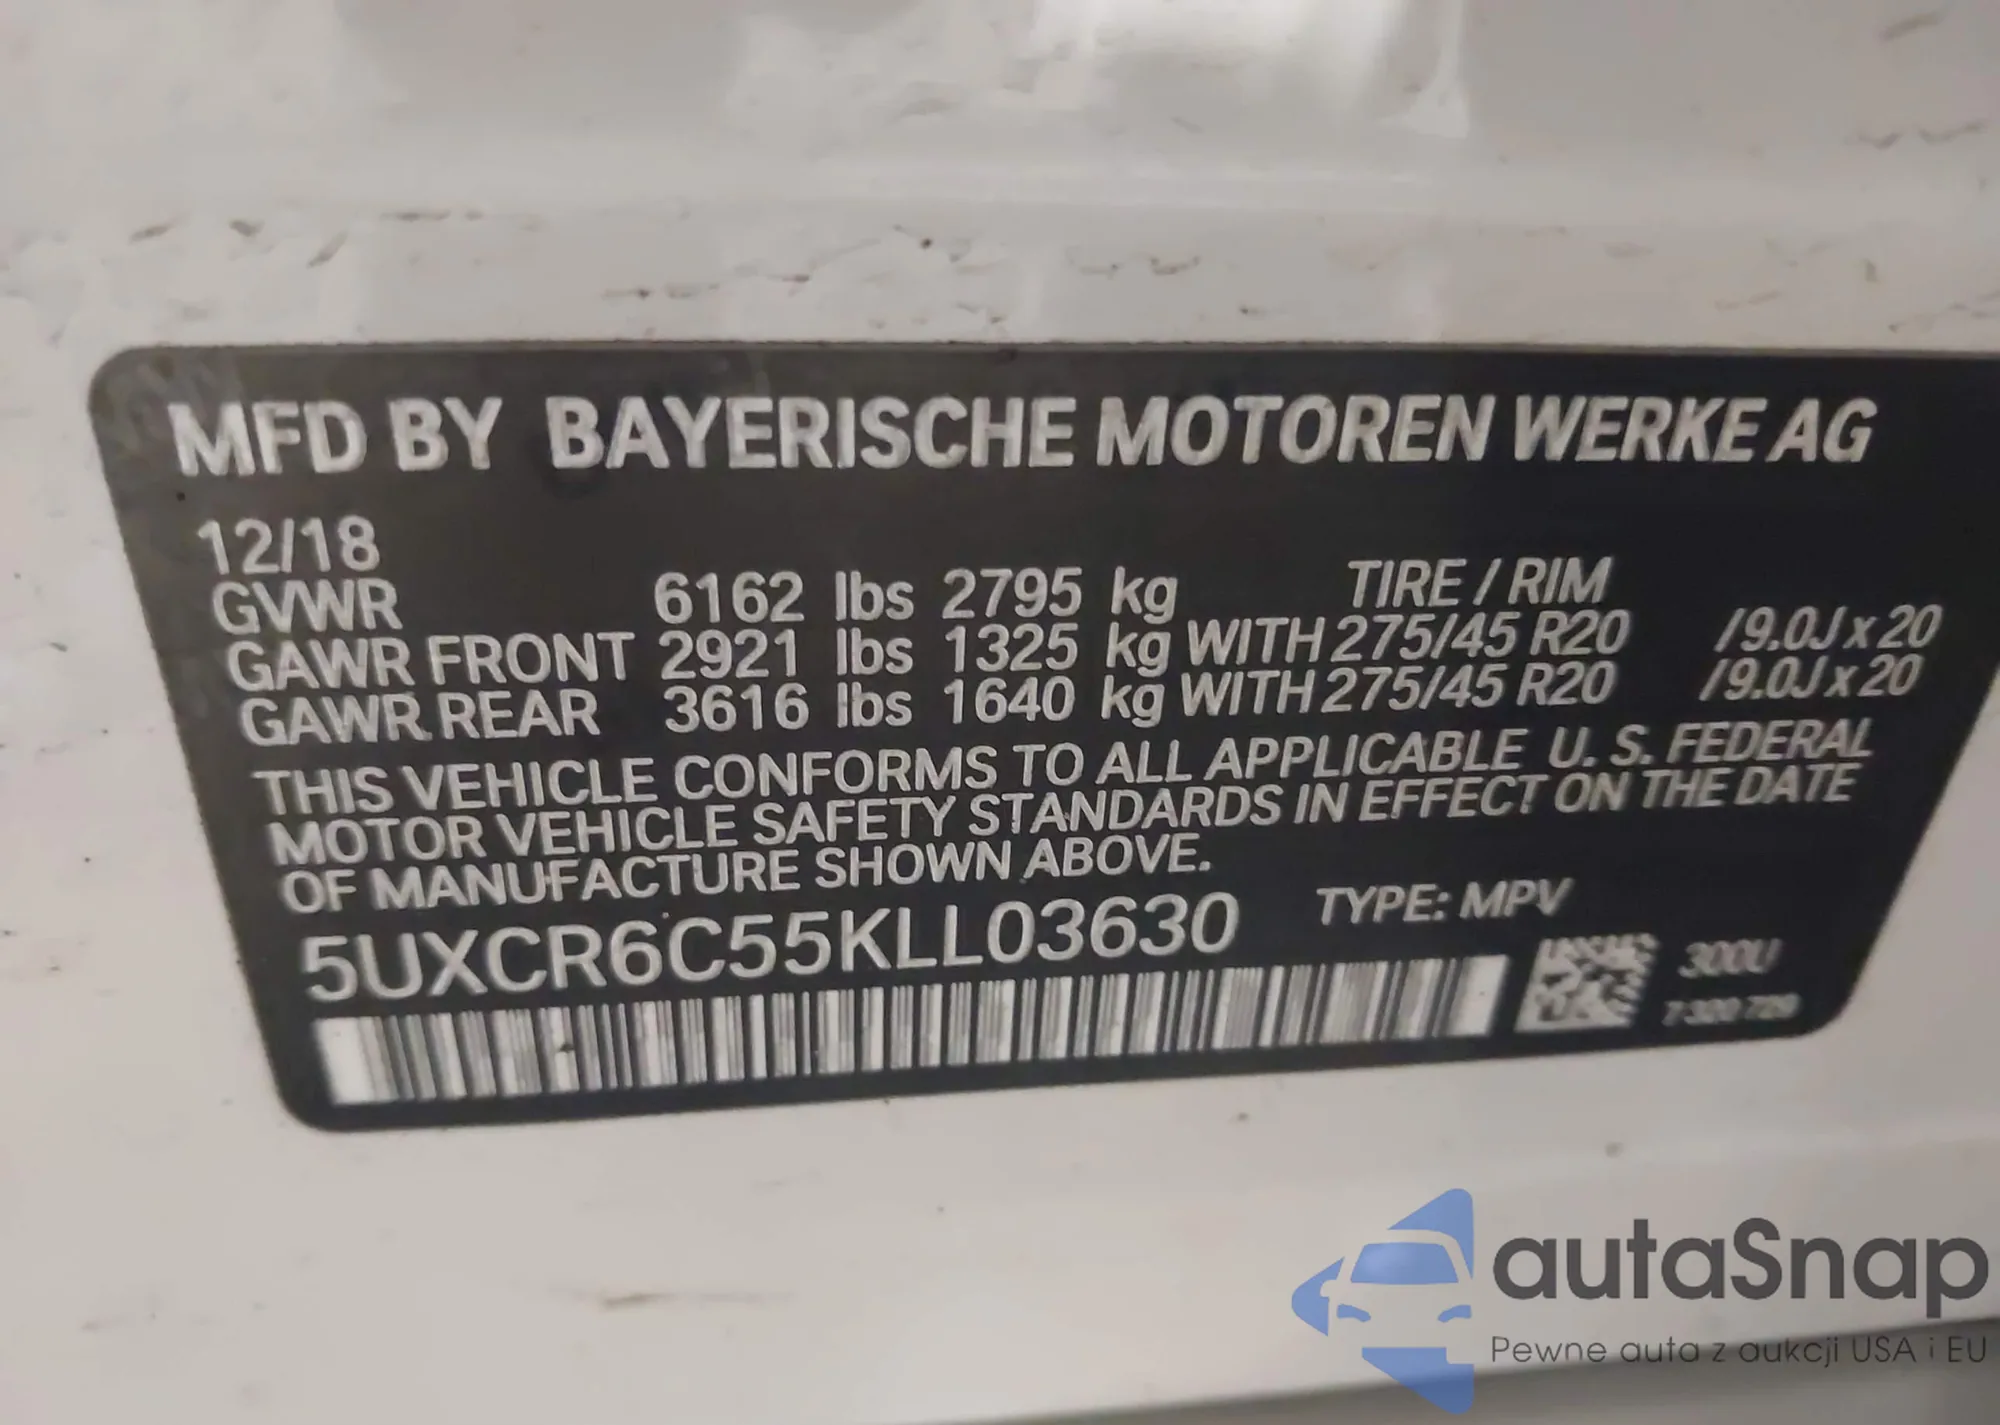 MFD BY BAYERISCHE MOTOREN WERKE AG
12/18
GVWR 6162 lbs 2795 kg TIRE / RIM
GAWR FRONT 2921 lbs 1325 kg WITH 275/45 R20 /9.0J x 20
GAWR REAR 3616 lbs 1640 kg WITH 275/45 R20 /9.0J x 20
THIS VEHICLE CONFORMS TO ALL APPLICABLE U. S. FEDERAL
MOTOR VEHICLE SAFETY STANDARDS IN EFFECT ON THE DATE
OF MANUFACTURE SHOWN ABOVE.
5UXCR6C55KLL03630 TYPE: MPV
300U
7 300 729
autaSnap
Pewne auta z aukcji USA i EU